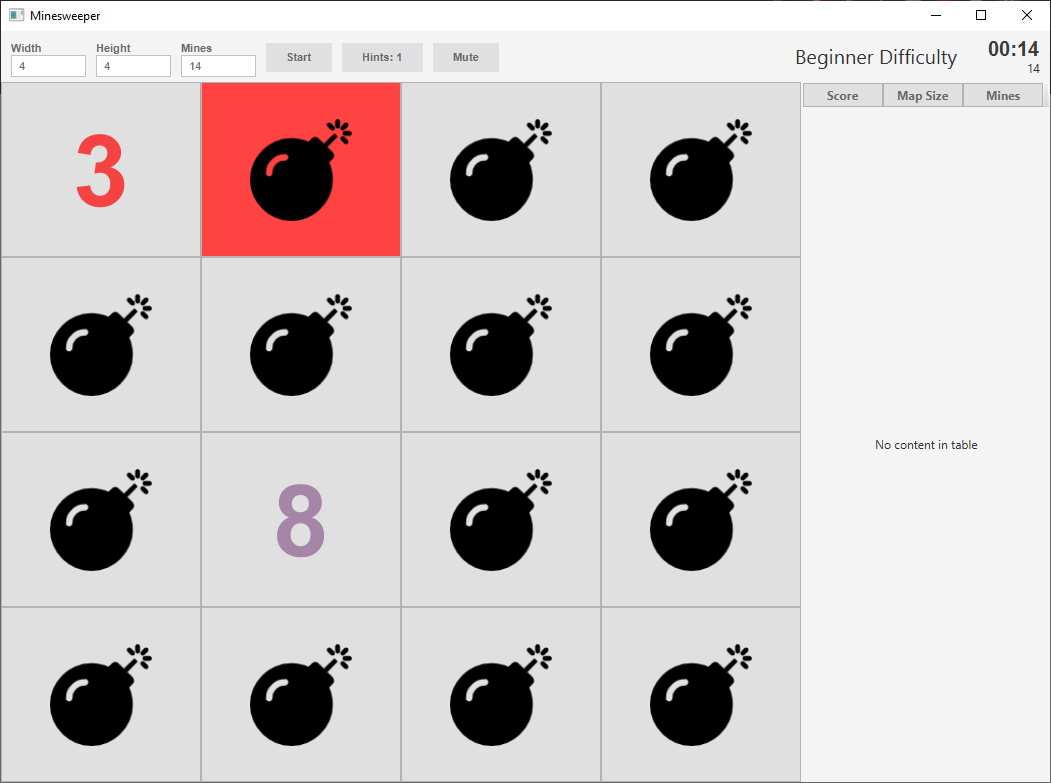 Minesweeper
Width Height Mines
4 4 14
Start Hints: 1 Mute
Beginner Difficulty
00:14
14
Score Map Size Mines
3
8
No content in table